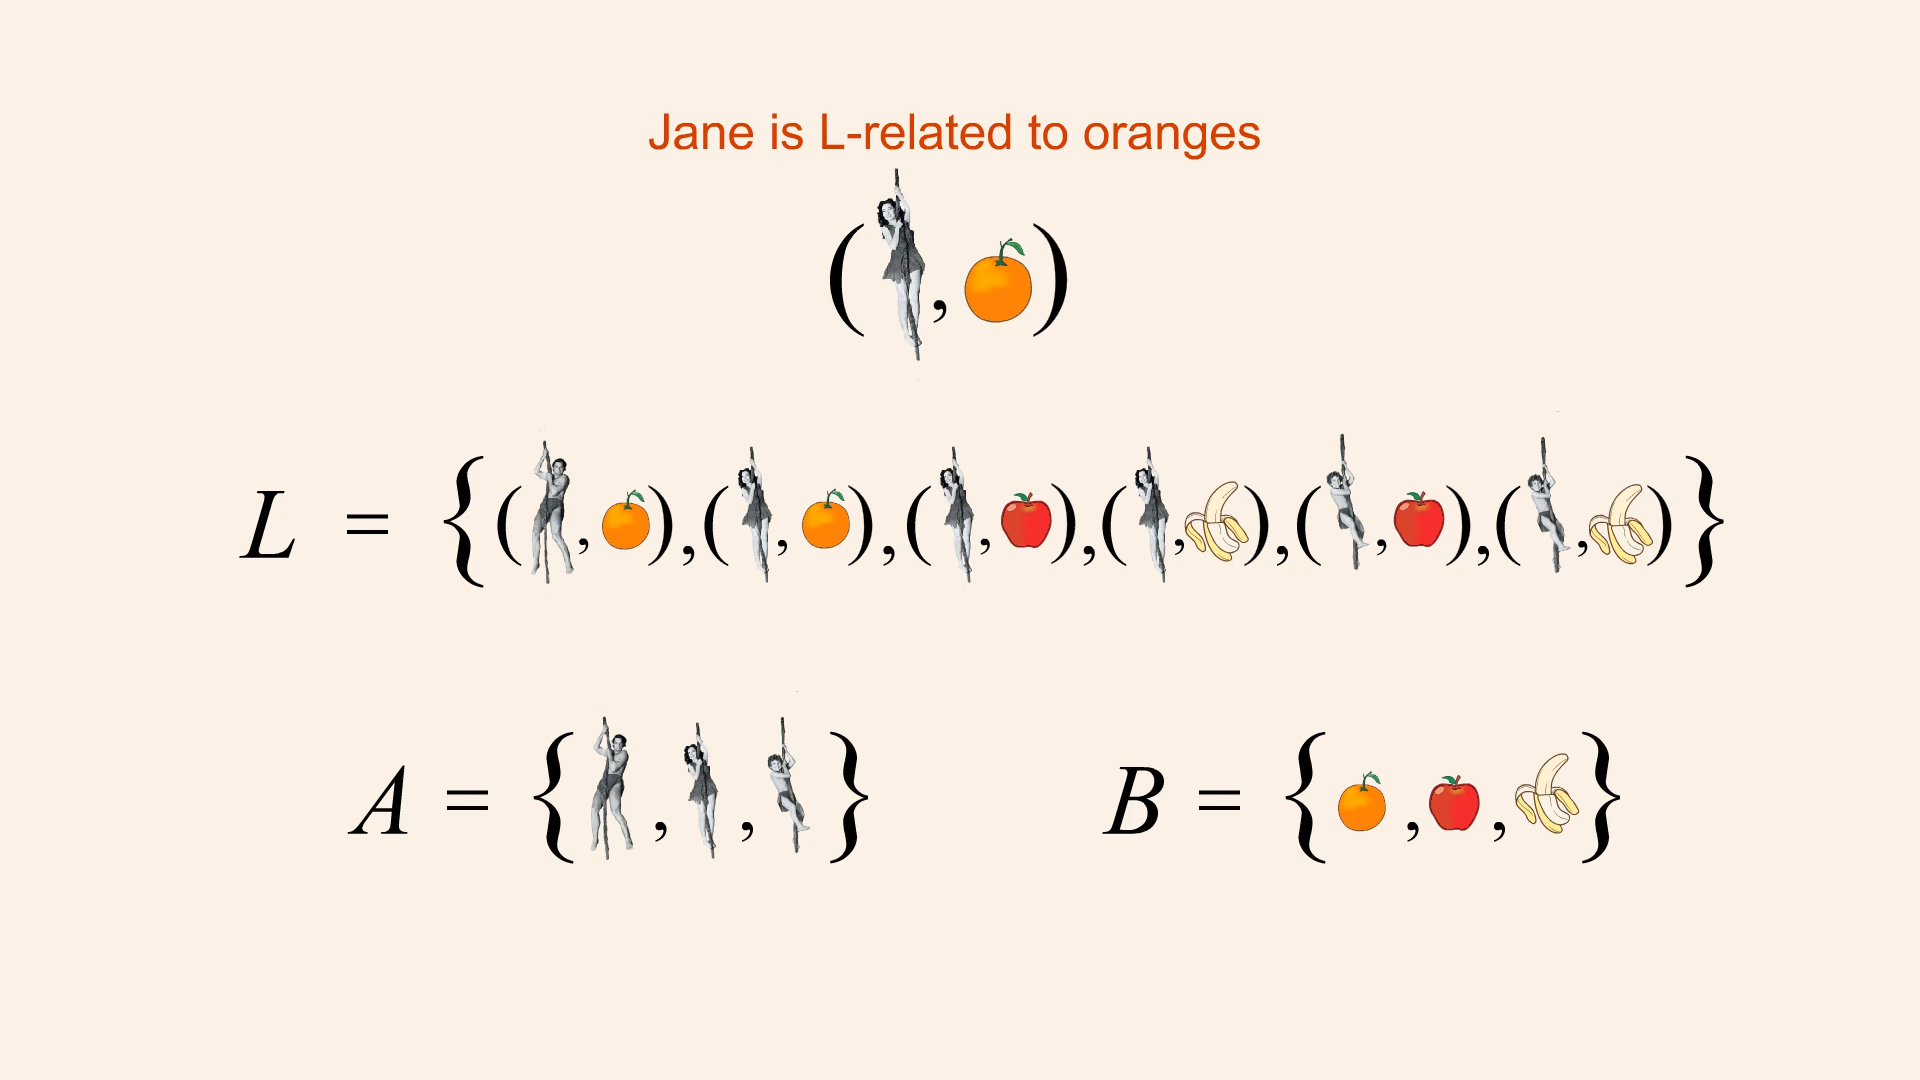 Jane is L-related to oranges
( , )
L = {( , ),( , ),( , ),( , ),( , ),( , )}
A = { , , } B = { , , }